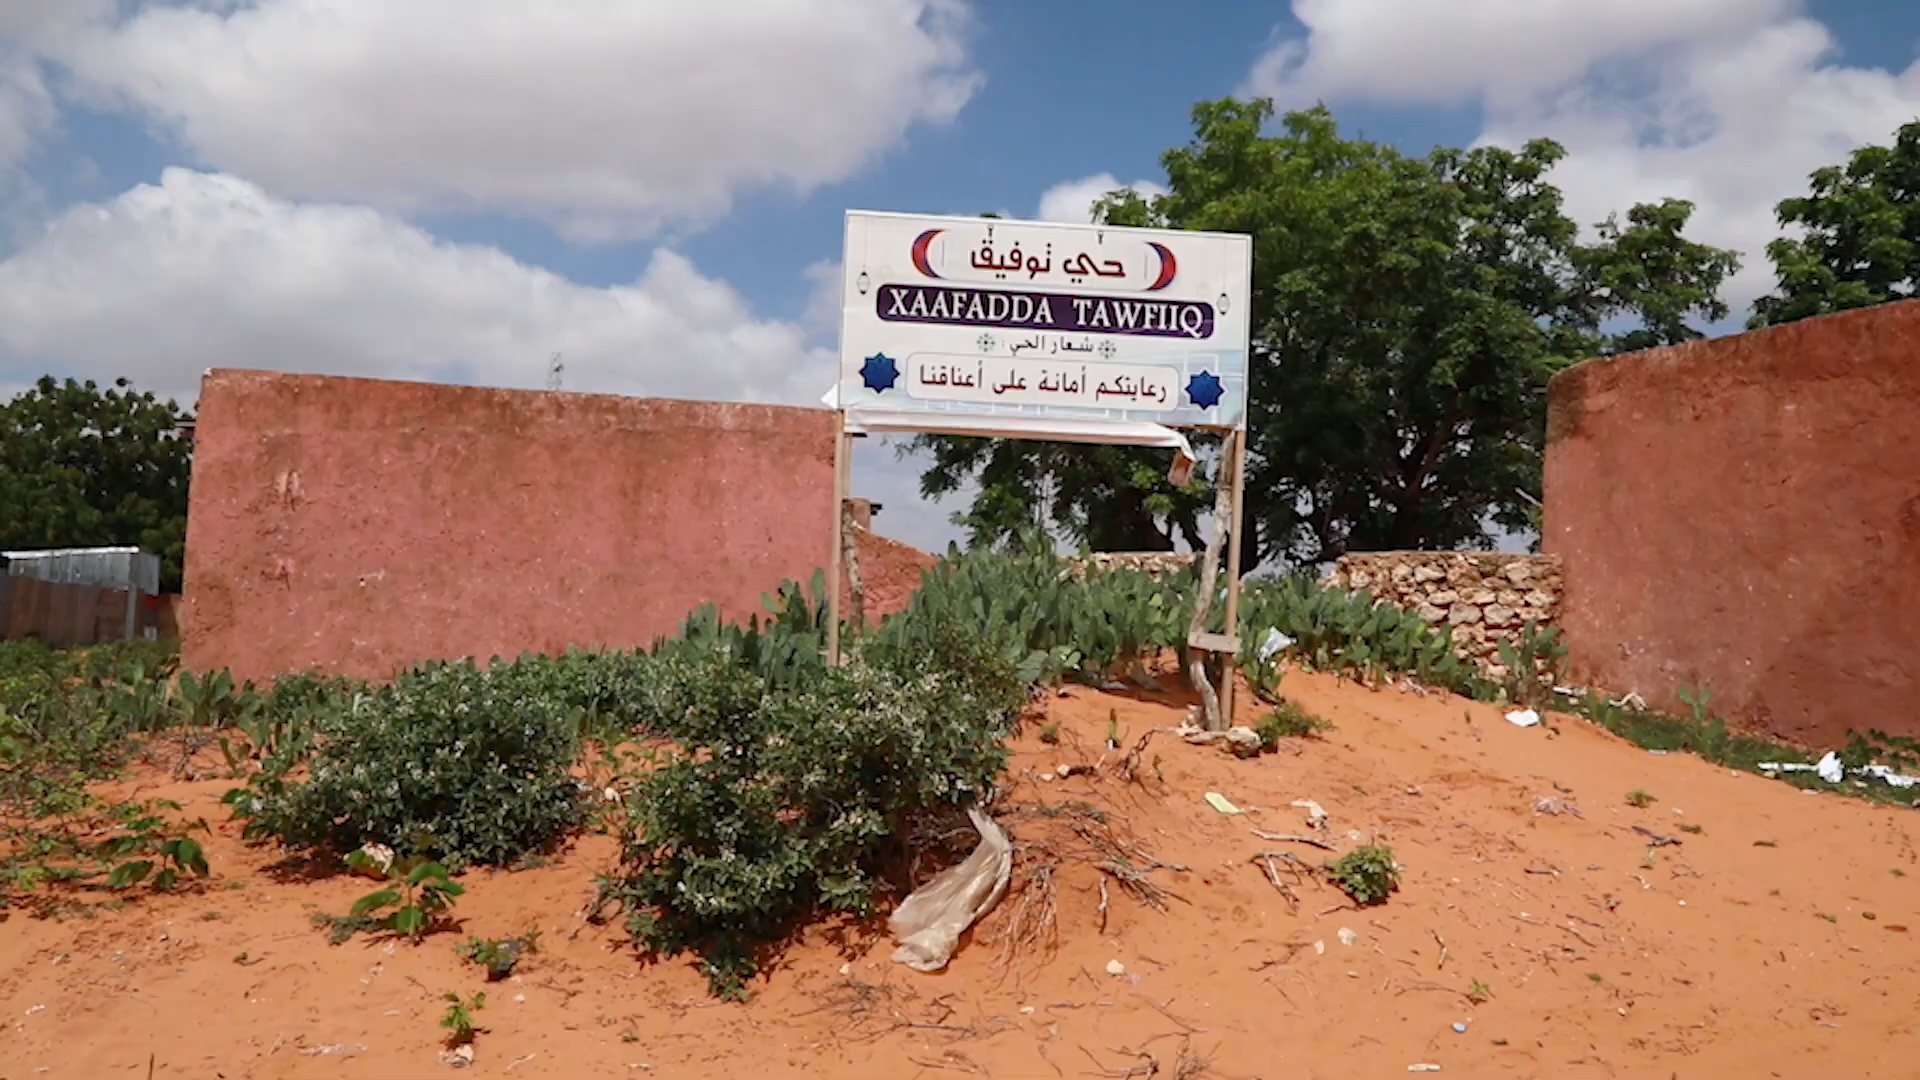 حي توفيق
XAAFADDA TAWFIIQ
شعار الحي :
رعايتكم أمانة على أعناقنا